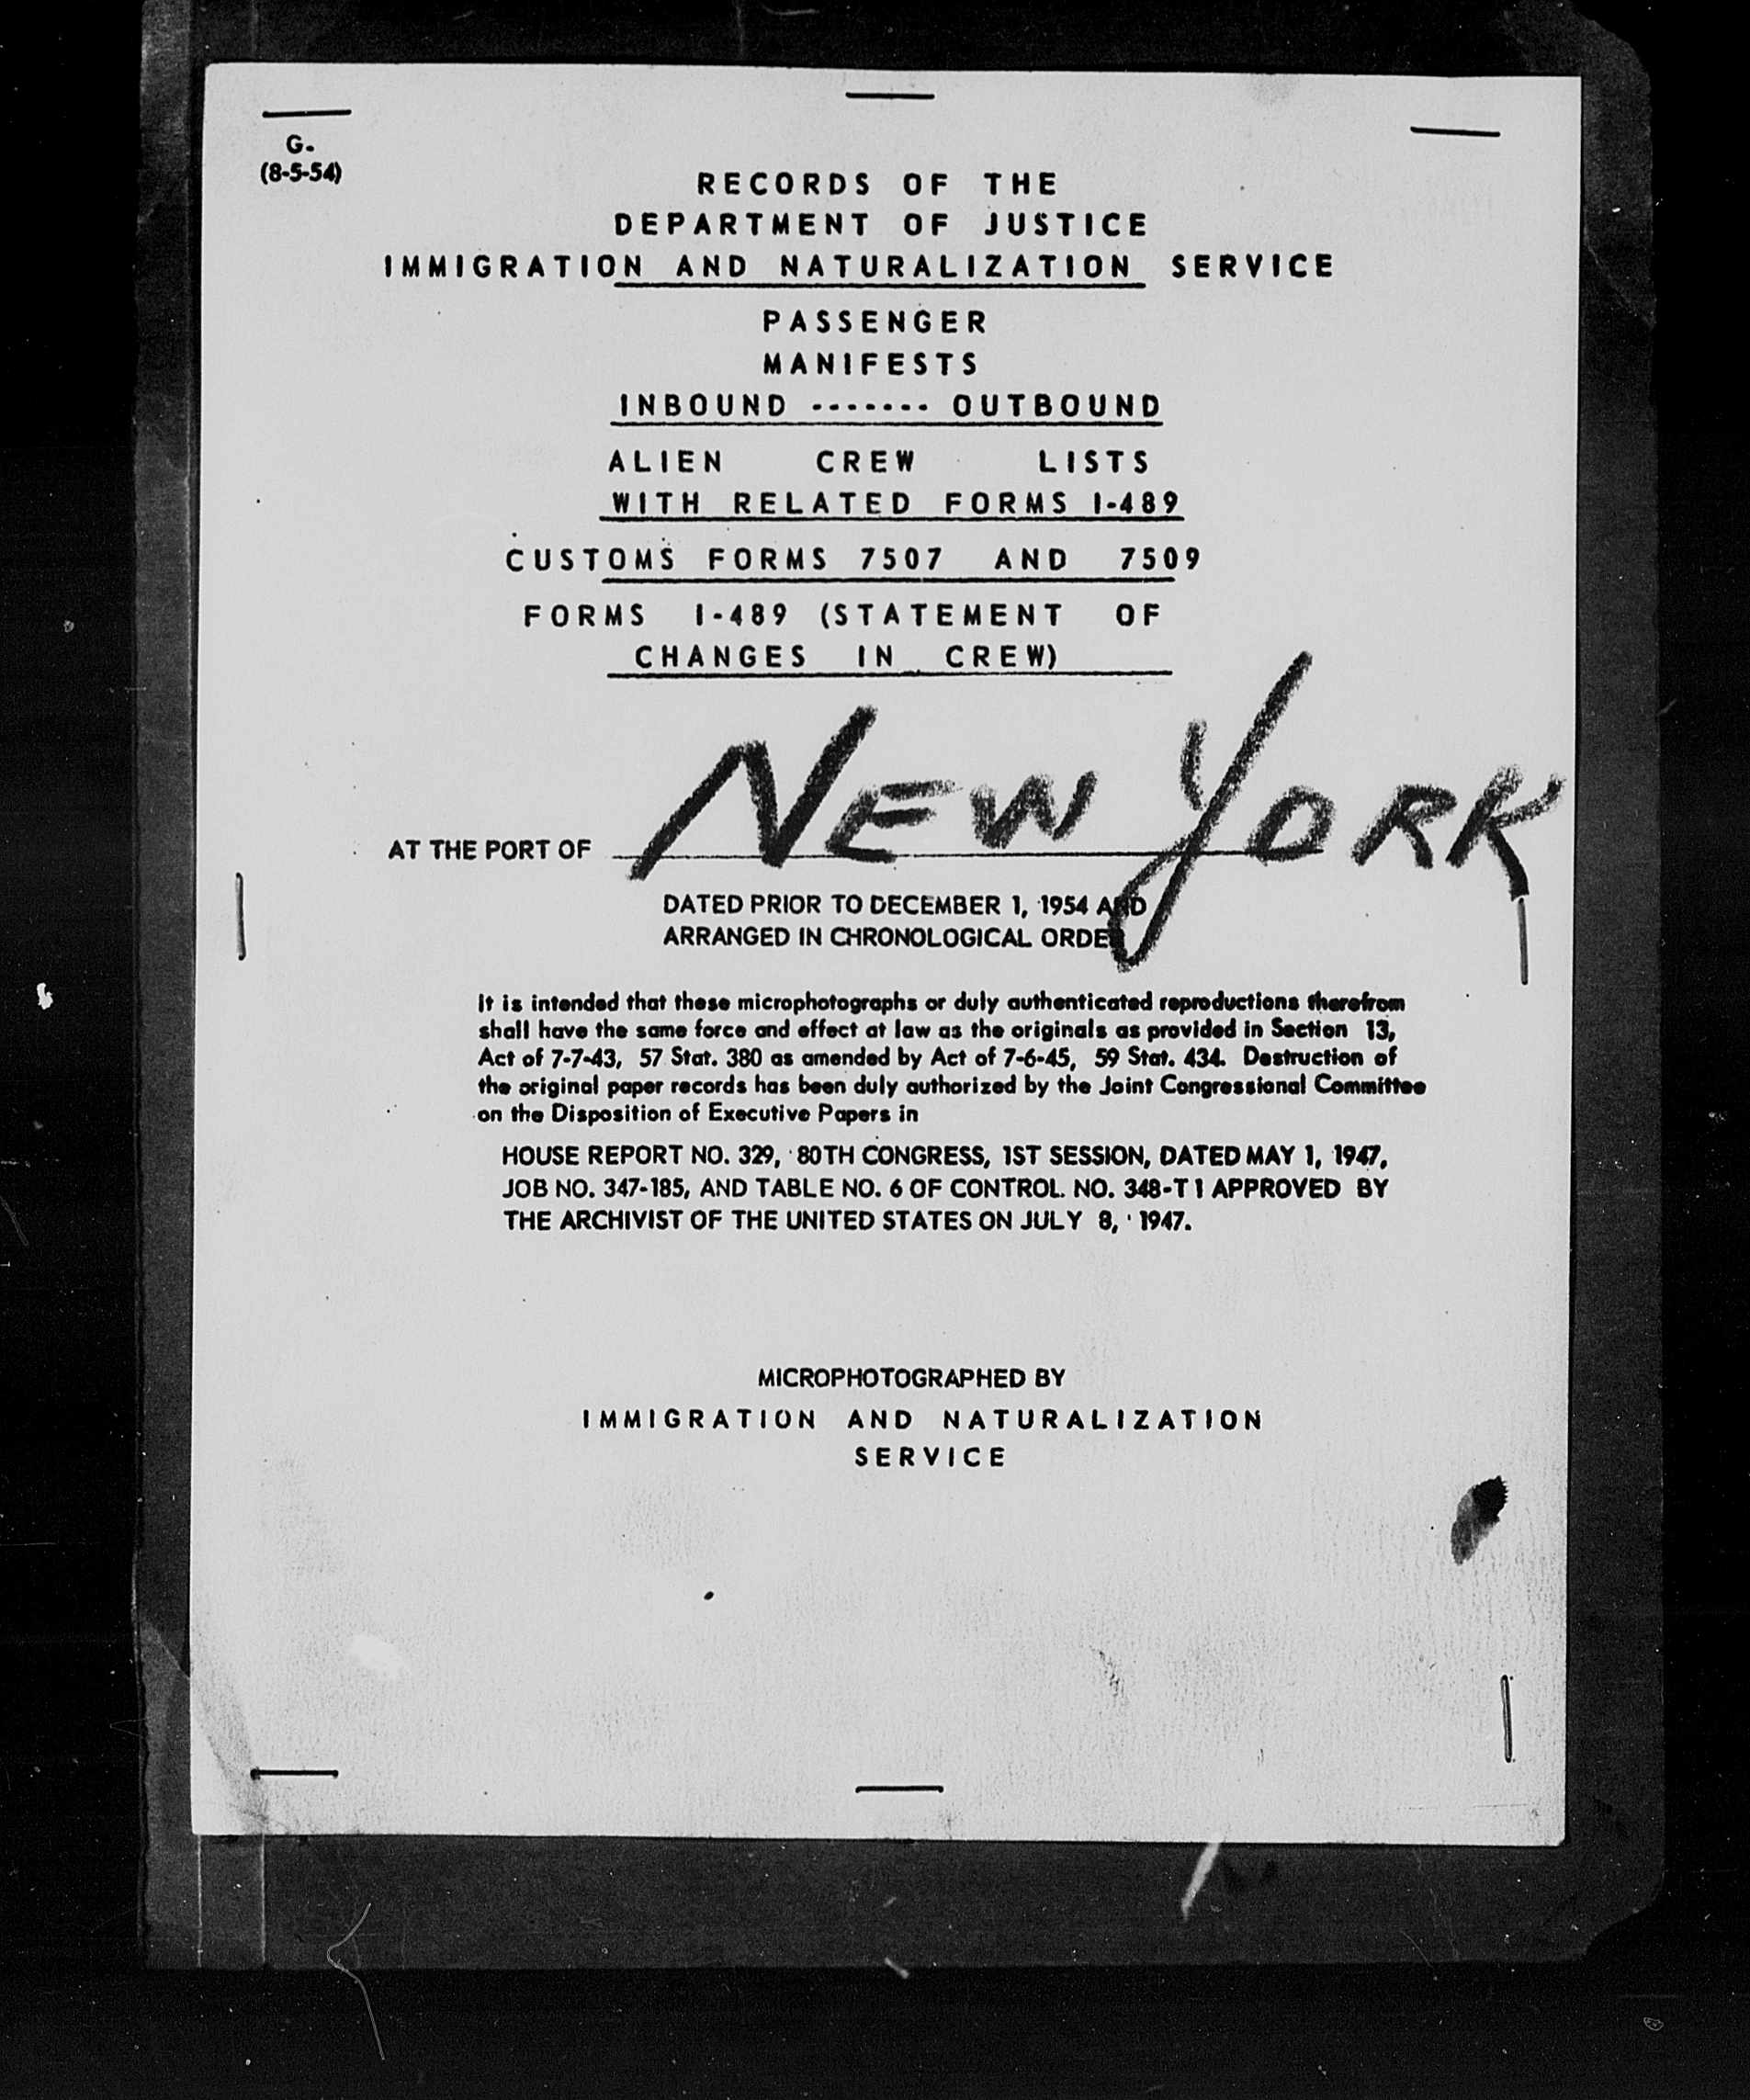 G.
(8-5-54)
RECORDS OF THE
DEPARTMENT OF JUSTICE
IMMIGRATION AND NATURALIZATION SERVICE
PASSENGER
MANIFESTS
INBOUND ------- OUTBOUND
ALIEN CREW LISTS
WITH RELATED FORMS I-489
CUSTOMS FORMS 7507 AND 7509
FORMS I-489 (STATEMENT OF
CHANGES IN CREW)
AT THE PORT OF NEW YORK
DATED PRIOR TO DECEMBER 1, 1954 AND
ARRANGED IN CHRONOLOGICAL ORDER
It is intended that these microphotographs or duly authenticated reproductions therefrom
shall have the same force and effect at law as the originals as provided in Section 13,
Act of 7-7-43, 57 Stat. 380 as amended by Act of 7-6-45, 59 Stat. 434. Destruction of
the original paper records has been duly authorized by the Joint Congressional Committee
on the Disposition of Executive Papers in
HOUSE REPORT NO. 329, 80TH CONGRESS, 1ST SESSION, DATED MAY 1, 1947,
JOB NO. 347-185, AND TABLE NO. 6 OF CONTROL NO. 348-T1 APPROVED BY
THE ARCHIVIST OF THE UNITED STATES ON JULY 8, 1947.
MICROPHOTOGRAPHED BY
IMMIGRATION AND NATURALIZATION
SERVICE